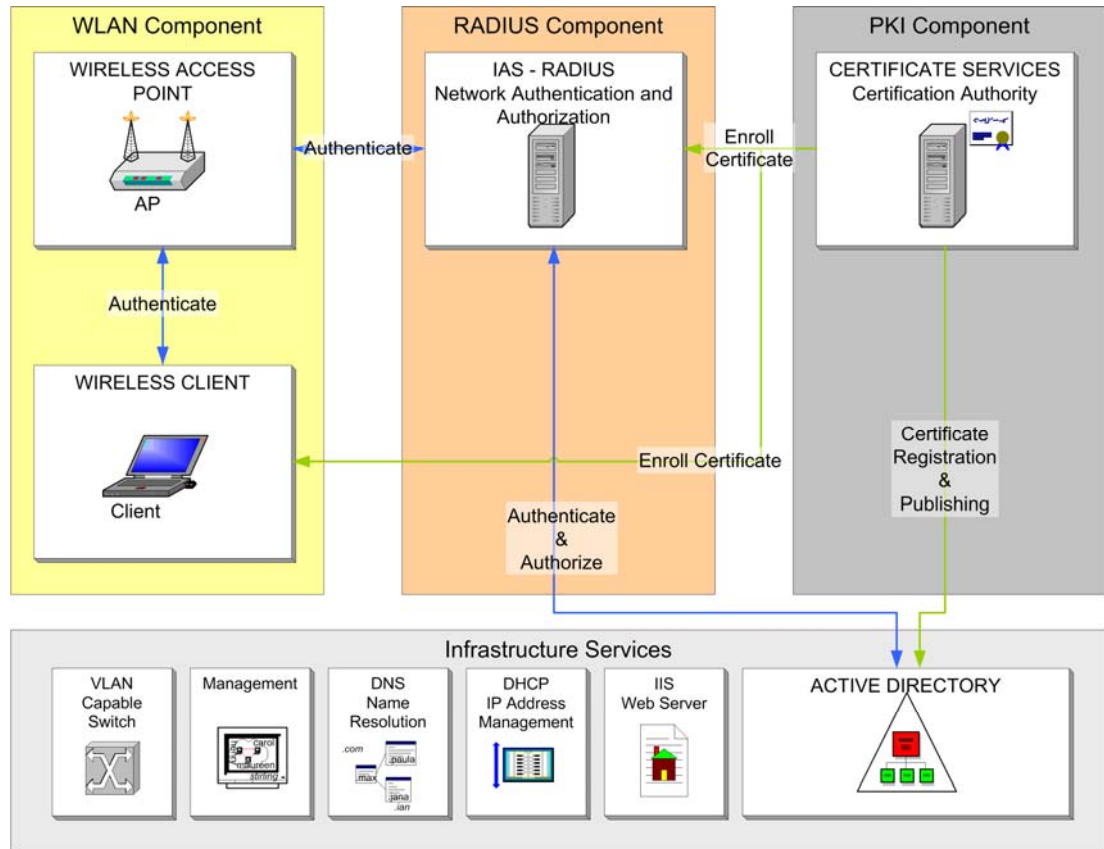 WLAN Component
WIRELESS ACCESS
POINT
AP
Authenticate
Authenticate
WIRELESS CLIENT
Client
RADIUS Component
IAS - RADIUS
Network Authentication and
Authorization
Enroll
Certificate
Enroll Certificate
Authenticate
&
Authorize
PKI Component
CERTIFICATE SERVICES
Certification Authority
Certificate
Registration
&
Publishing
Infrastructure Services
VLAN
Capable
Switch
Management
carol
henry
maureen
stirling
DNS
Name
Resolution
.com
.paula
.max
.jana
.ian
DHCP
IP Address
Management
IIS
Web Server
ACTIVE DIRECTORY